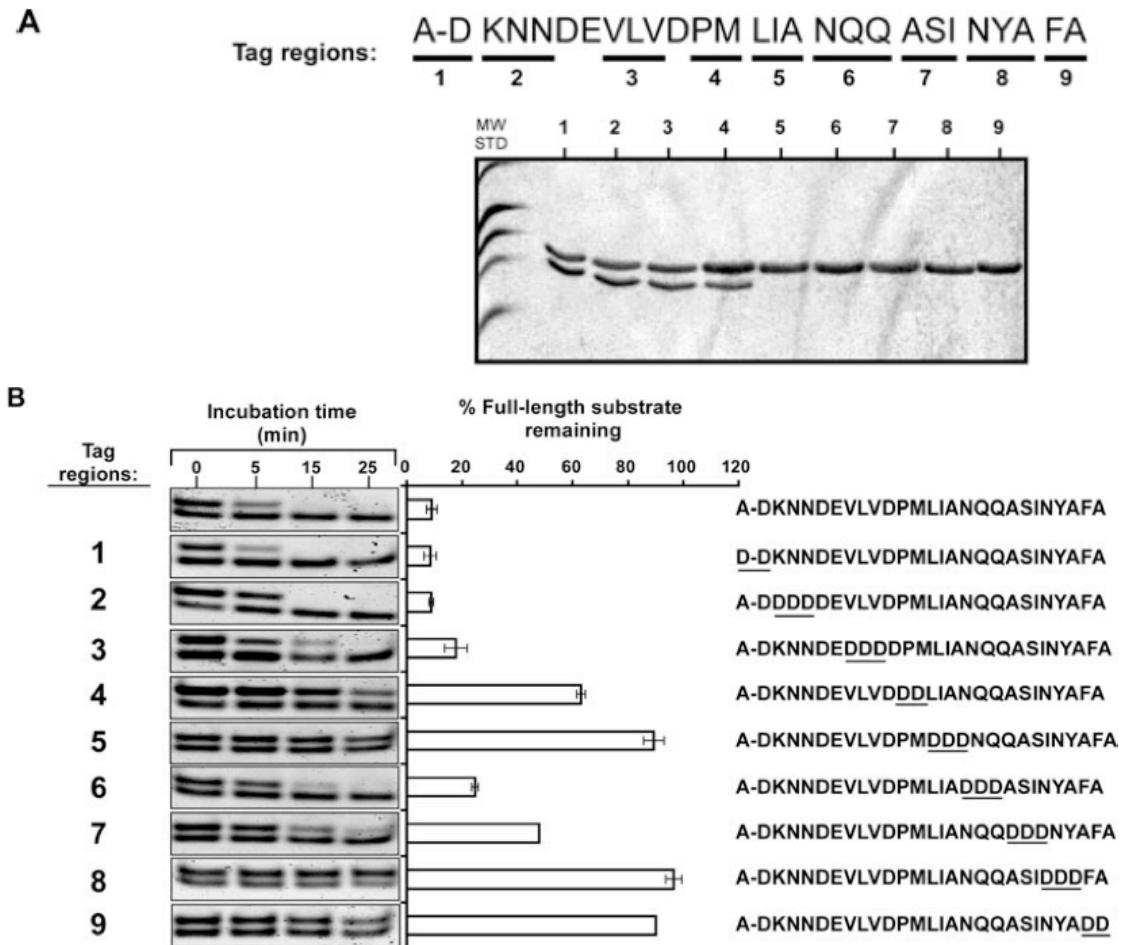 A
A-D KNNDEVLVDPM LIA NQQ ASI NYA FA
Tag regions:
1 2 3 4 5 6 7 8 9
MW
STD
1 2 3 4 5 6 7 8 9
B
Incubation time
(min)
% Full-length substrate
remaining
Tag
regions:
0 5 15 25
0 20 40 60 80 100 120
A-DKNNDEVLVDPMLIANQQASINYAFA
1 D-DKNNDEVLVDPMLIANQQASINYAFA
2 A-DDDDDEVLVDPMLIANQQASINYAFA
3 A-DKNNDEDDDDPMLIANQQASINYAFA
4 A-DKNNDEVLVDDDLIANQQASINYAFA
5 A-DKNNDEVLVDPMDDDNQQASINYAFA
6 A-DKNNDEVLVDPMLIADDDASINYAFA
7 A-DKNNDEVLVDPMLIANQQDDDNYAFA
8 A-DKNNDEVLVDPMLIANQQASIDDDFA
9 A-DKNNDEVLVDPMLIANQQASINYADD